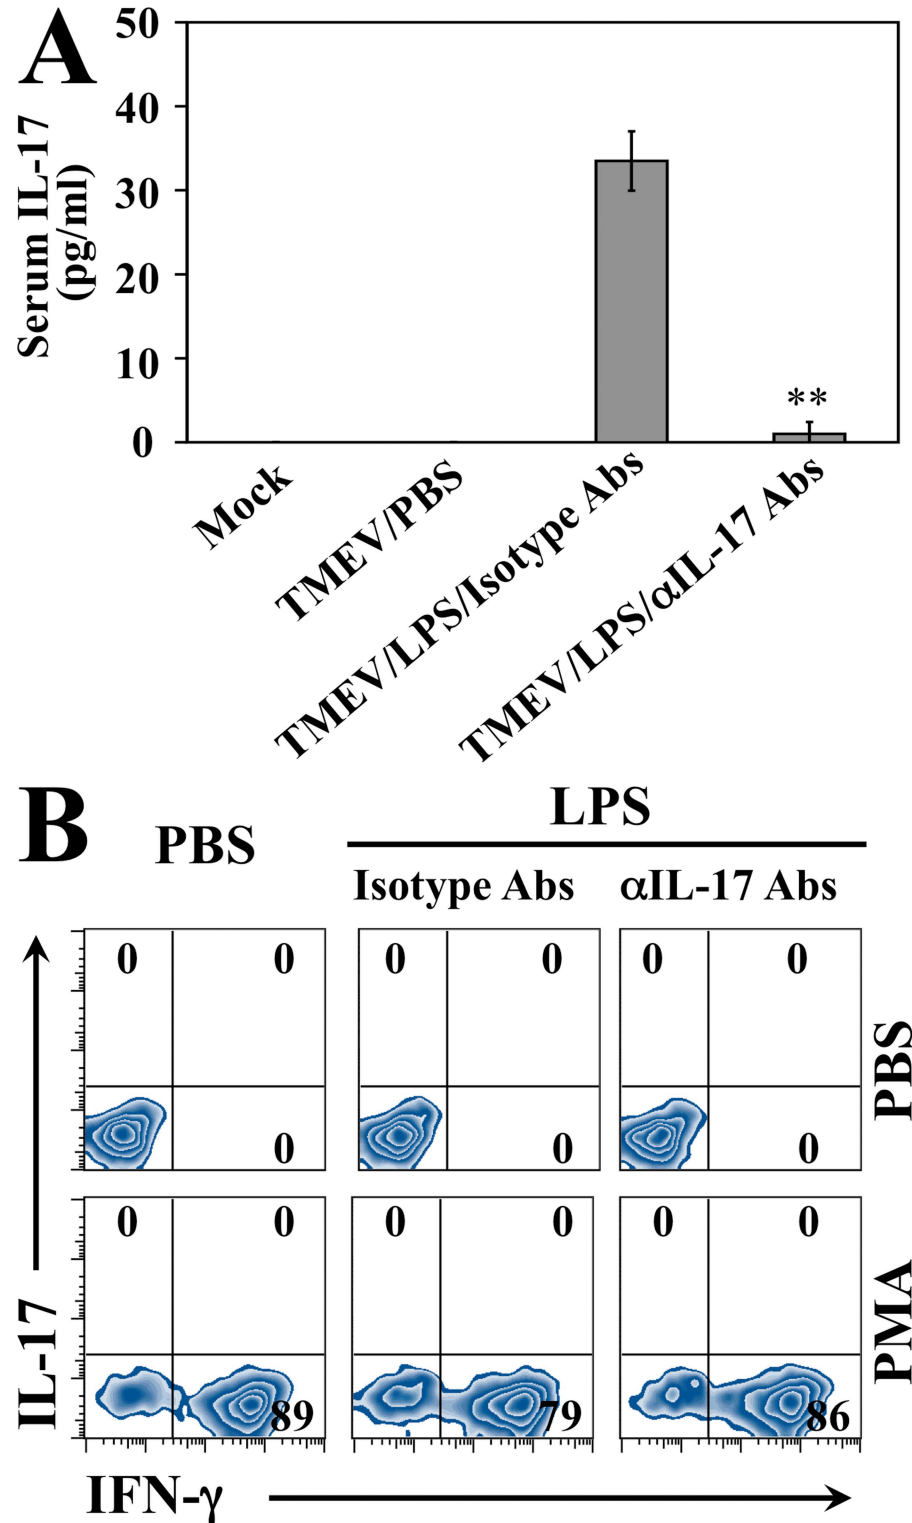 A
Serum IL-17
(pg/ml)
50
40
30
20
10
0
**
Mock
TMEV/PBS
TMEV/LPS/Isotype Abs
TMEV/LPS/αIL-17 Abs
B
PBS
LPS
Isotype Abs
αIL-17 Abs
0 0 0 0 0 0
0 0 0
PBS
0 0 0 0 0 0
89 79 86
PMA
IL-17
IFN-γ